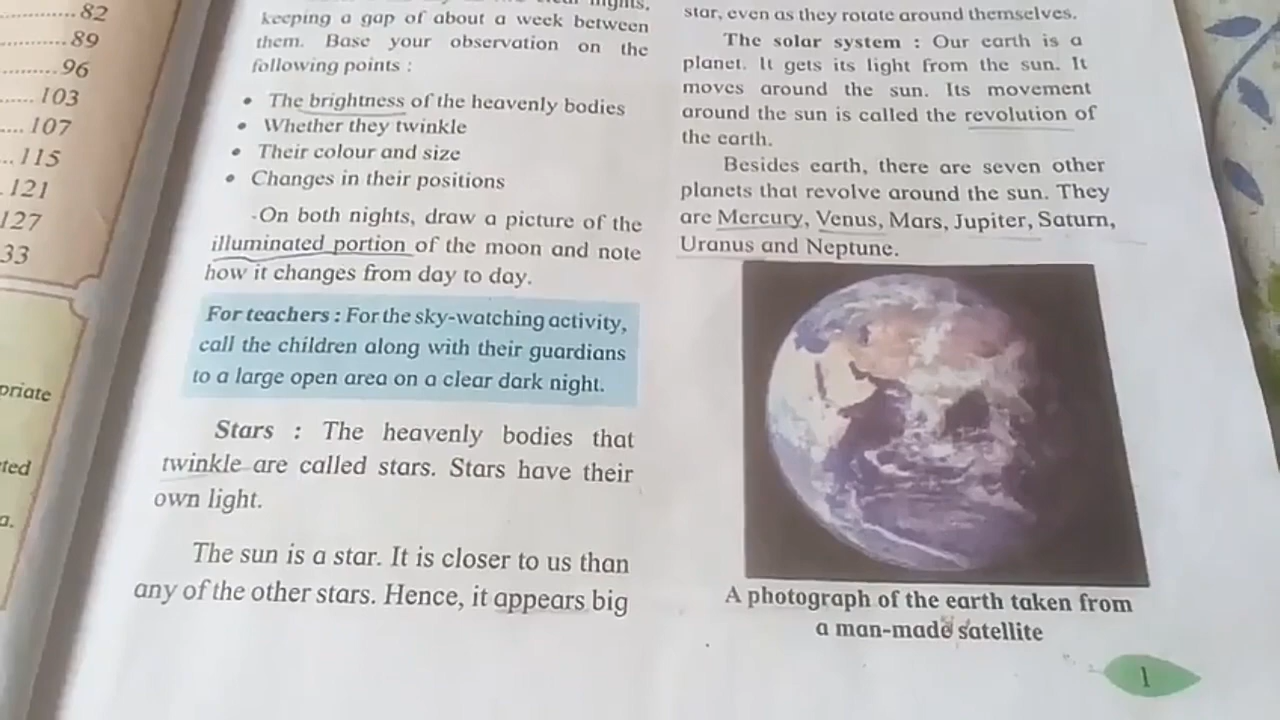 82
89
96
103
107
115
121
127
33
priate
ted
a.
keeping a gap of about a week between
them. Base your observation on the
following points :
• The brightness of the heavenly bodies
• Whether they twinkle
• Their colour and size
• Changes in their positions
On both nights, draw a picture of the
illuminated portion of the moon and note
how it changes from day to day.
For teachers : For the sky-watching activity,
call the children along with their guardians
to a large open area on a clear dark night.
Stars : The heavenly bodies that
twinkle are called stars. Stars have their
own light.
The sun is a star. It is closer to us than
any of the other stars. Hence, it appears big
star, even as they rotate around themselves.
The solar system : Our earth is a
planet. It gets its light from the sun. It
moves around the sun. Its movement
around the sun is called the revolution of
the earth.
Besides earth, there are seven other
planets that revolve around the sun. They
are Mercury, Venus, Mars, Jupiter, Saturn,
Uranus and Neptune.
A photograph of the earth taken from
a man-made satellite
1